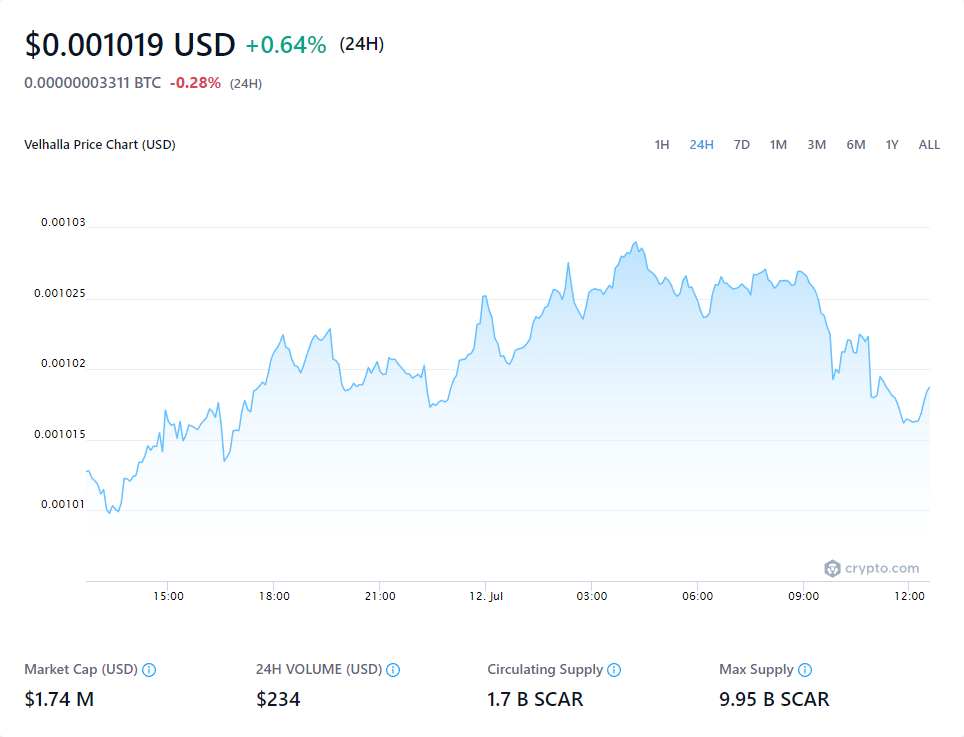 $0.001019 USD +0.64% (24H)
0.00000003311 BTC -0.28% (24H)
Velhalla Price Chart (USD) 1H 24H 7D 1M 3M 6M 1Y ALL
0.00103
0.001025
0.00102
0.001015
0.00101
crypto.com
15:00 18:00 21:00 12. Jul 03:00 06:00 09:00 12:00
Market Cap (USD) 24H VOLUME (USD) Circulating Supply Max Supply
$1.74 M $234 1.7 B SCAR 9.95 B SCAR